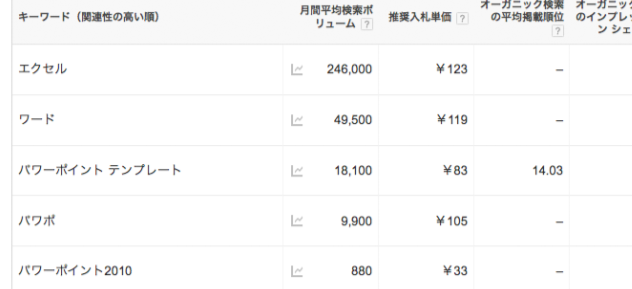 キーワード（関連性の高い順）
月間平均検索ボ
リューム ?
推奨入札単価 ?
オーガニック検索
の平均掲載順位
?
オーガニック
のインプレッ
ン シェ
エクセル 246,000 ¥123 –
ワード 49,500 ¥119 –
パワーポイント テンプレート 18,100 ¥83 14.03
パワポ 9,900 ¥105 –
パワーポイント2010 880 ¥33 –